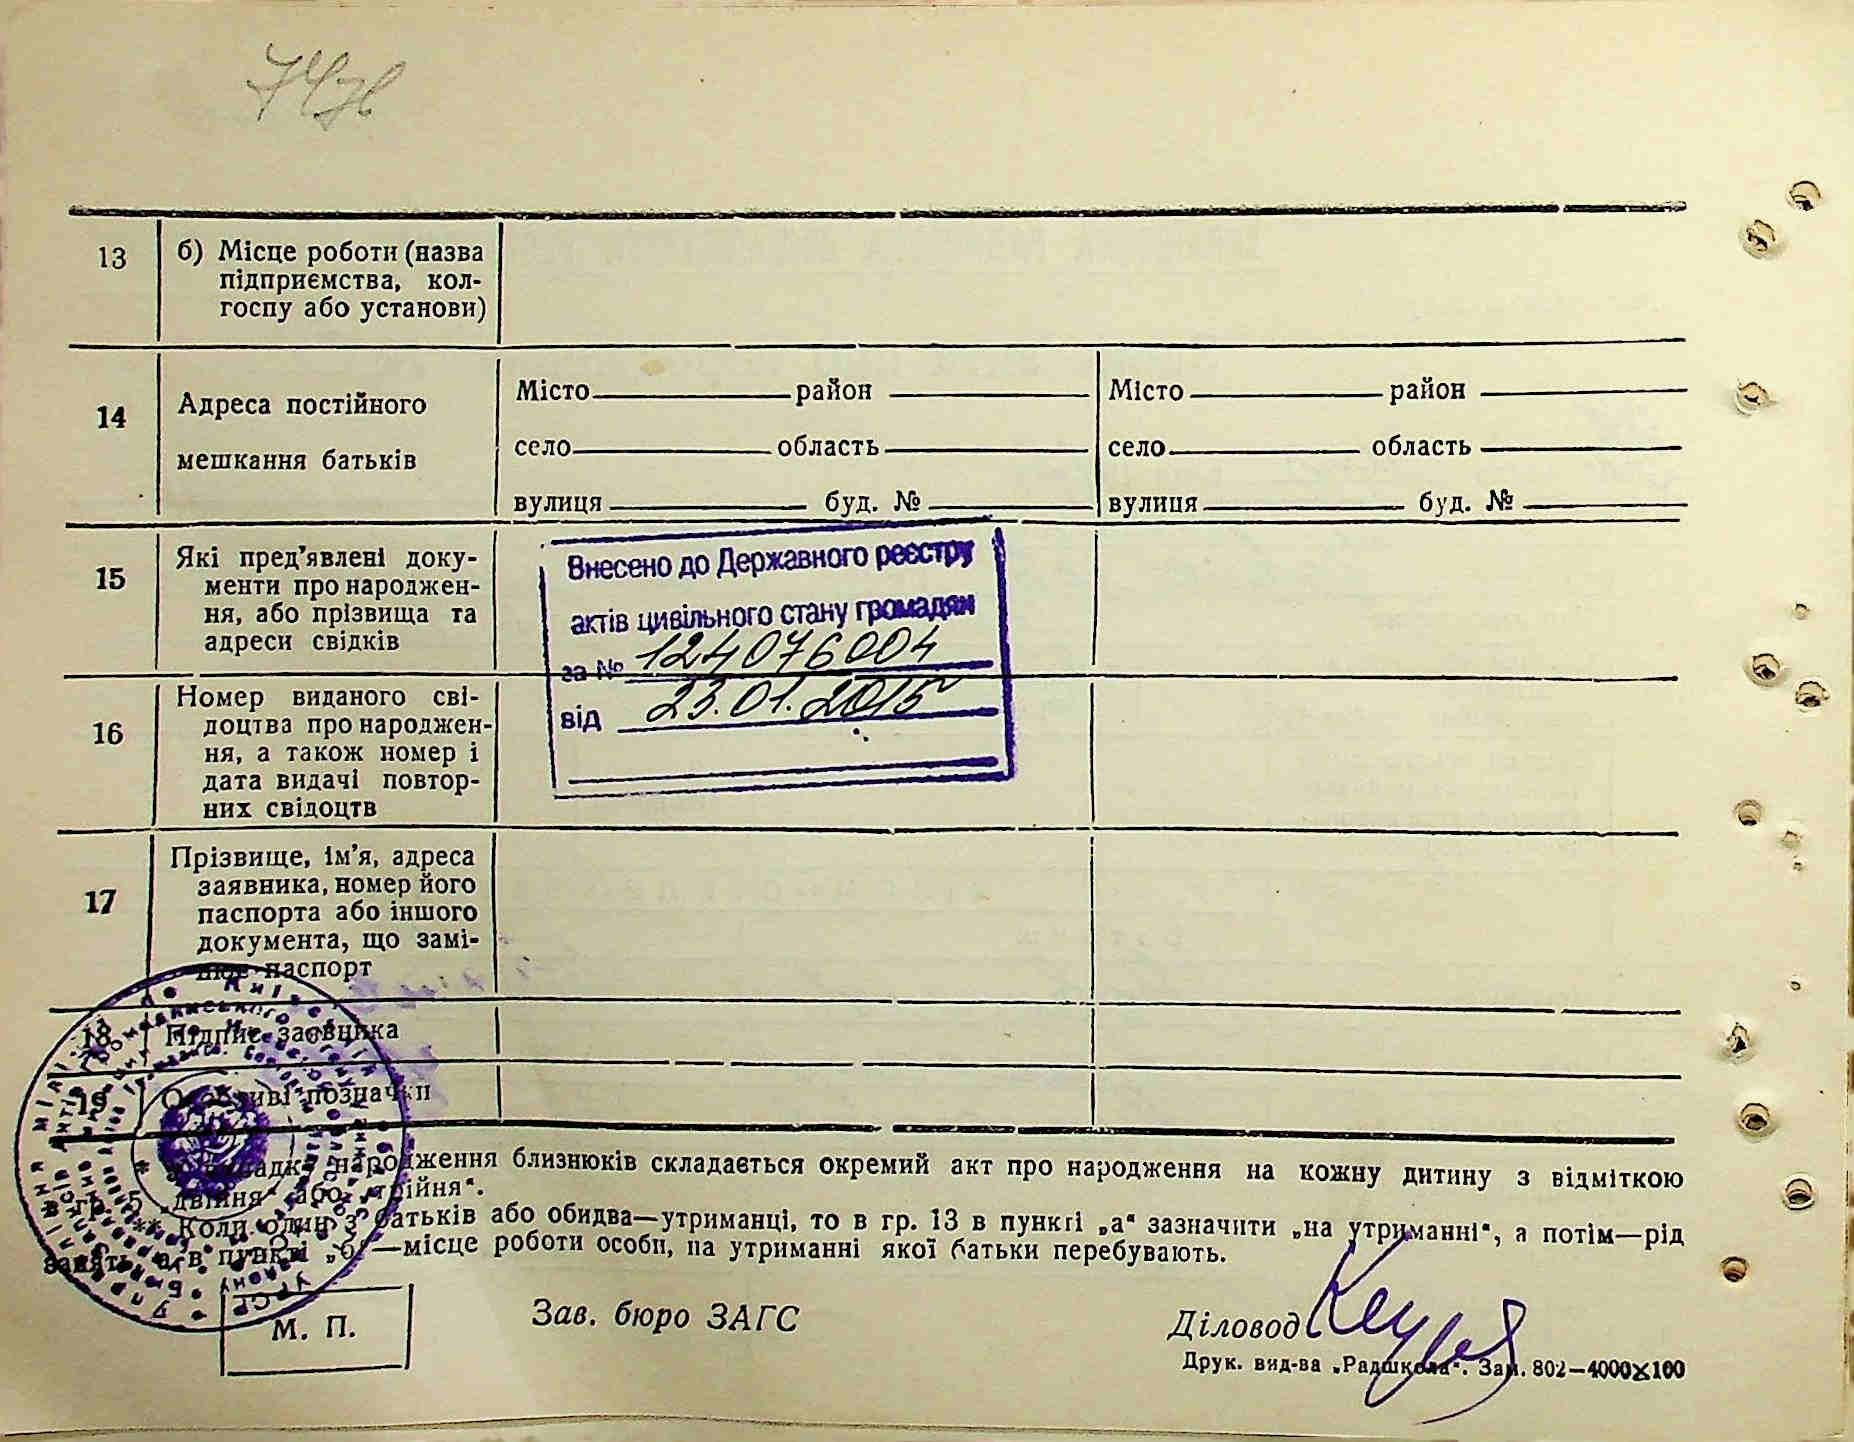 13
б) Місце роботи (назва
підприємства, кол-
госпу або установи)
14
Адреса постійного
мешкання батьків
Місто район
село область
вулиця буд. №
Місто район
село область
вулиця буд. №
15
Які пред'явлені доку-
менти про народжен-
ня, або прізвища та
адреси свідків
Внесено до Державного реєстру
актів цивільного стану громадян
за № 124076004
від 23.01.2015
16
Номер виданого сві-
доцтва про народжен-
ня, а також номер і
дата видачі повтор-
них свідоцтв
17
Прізвище, ім'я, адреса
заявника, номер його
паспорта або іншого
документа, що замі-
нює паспорт
18
Підпис заявника
19
Особливі позначки
* У випадку народження близнюків складається окремий акт про народження на кожну дитину з відміткою
в гр. 5 „двійня“ або „трійня“.
** Коли один з батьків або обидва—утриманці, то в гр. 13 в пункті „а“ зазначити „на утриманні“, а потім—рід
занять, а в пункті „б“—місце роботи особи, на утриманні якої батьки перебувають.
М. П.
Зав. бюро ЗАГС
Діловод
Друк. вид-ва „Радшкола“. Зам. 802—4000×100